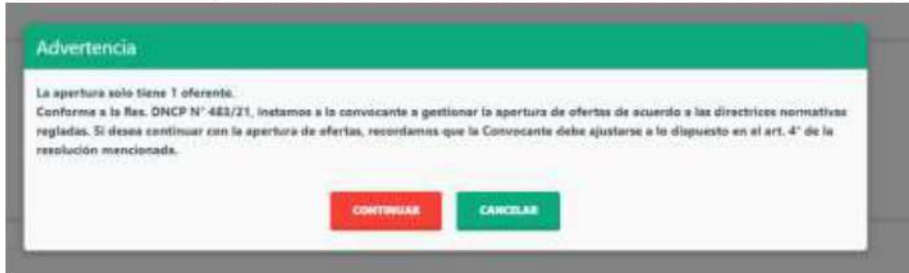 Advertencia
La apertura solo tiene 1 oferente.
Conforme a la Res. DNCP N° 483/21, instamos a la convocante a gestionar la apertura de ofertas de acuerdo a las directrices normativas
regladas. Si desea continuar con la apertura de ofertas, recordamos que la Convocante debe ajustarse a lo dispuesto en el art. 4° de la
resolución mencionada.
CONTINUAR
CANCELAR